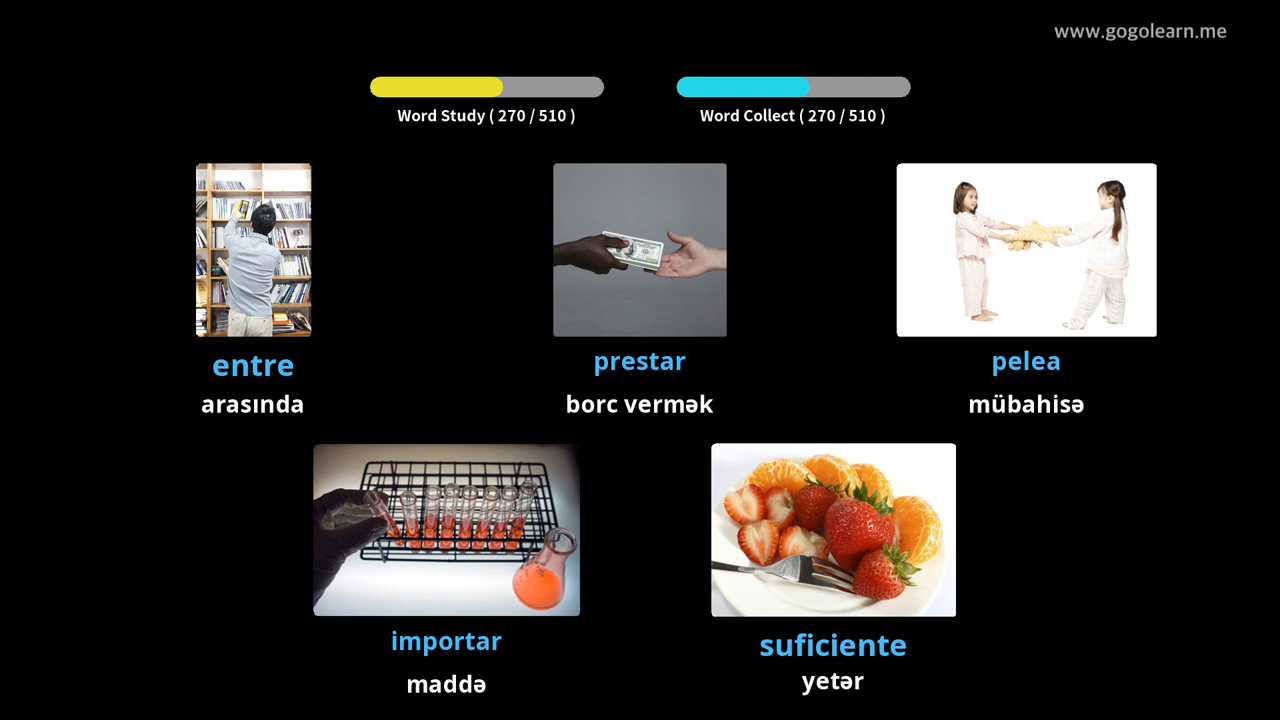 www.gogolearn.me
Word Study ( 270 / 510 )
Word Collect ( 270 / 510 )
entre
arasında
prestar
borc vermək
pelea
mübahisə
importar
maddə
suficiente
yetər